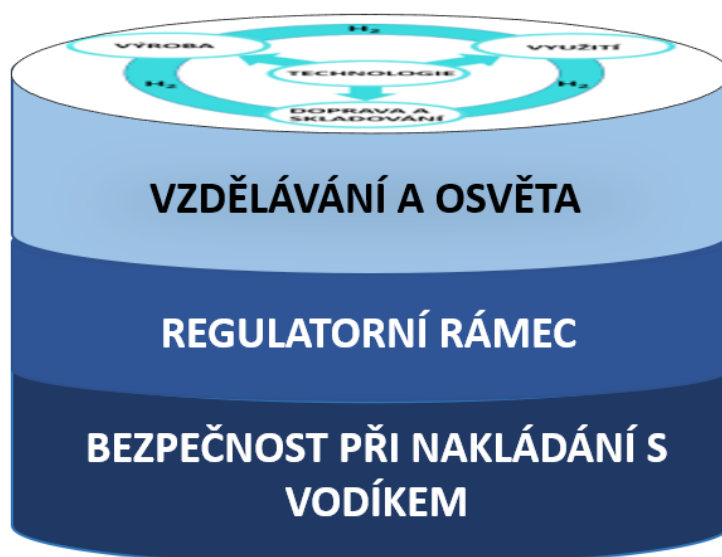 H₂
VÝROBA
VYUŽITÍ
TECHNOLOGIE
H₂
H₂
DOPRAVA A
SKLADOVÁNÍ
VZDĚLÁVÁNÍ A OSVĚTA
REGULATORNÍ RÁMEC
BEZPEČNOST PŘI NAKLÁDÁNÍ S
VODÍKEM